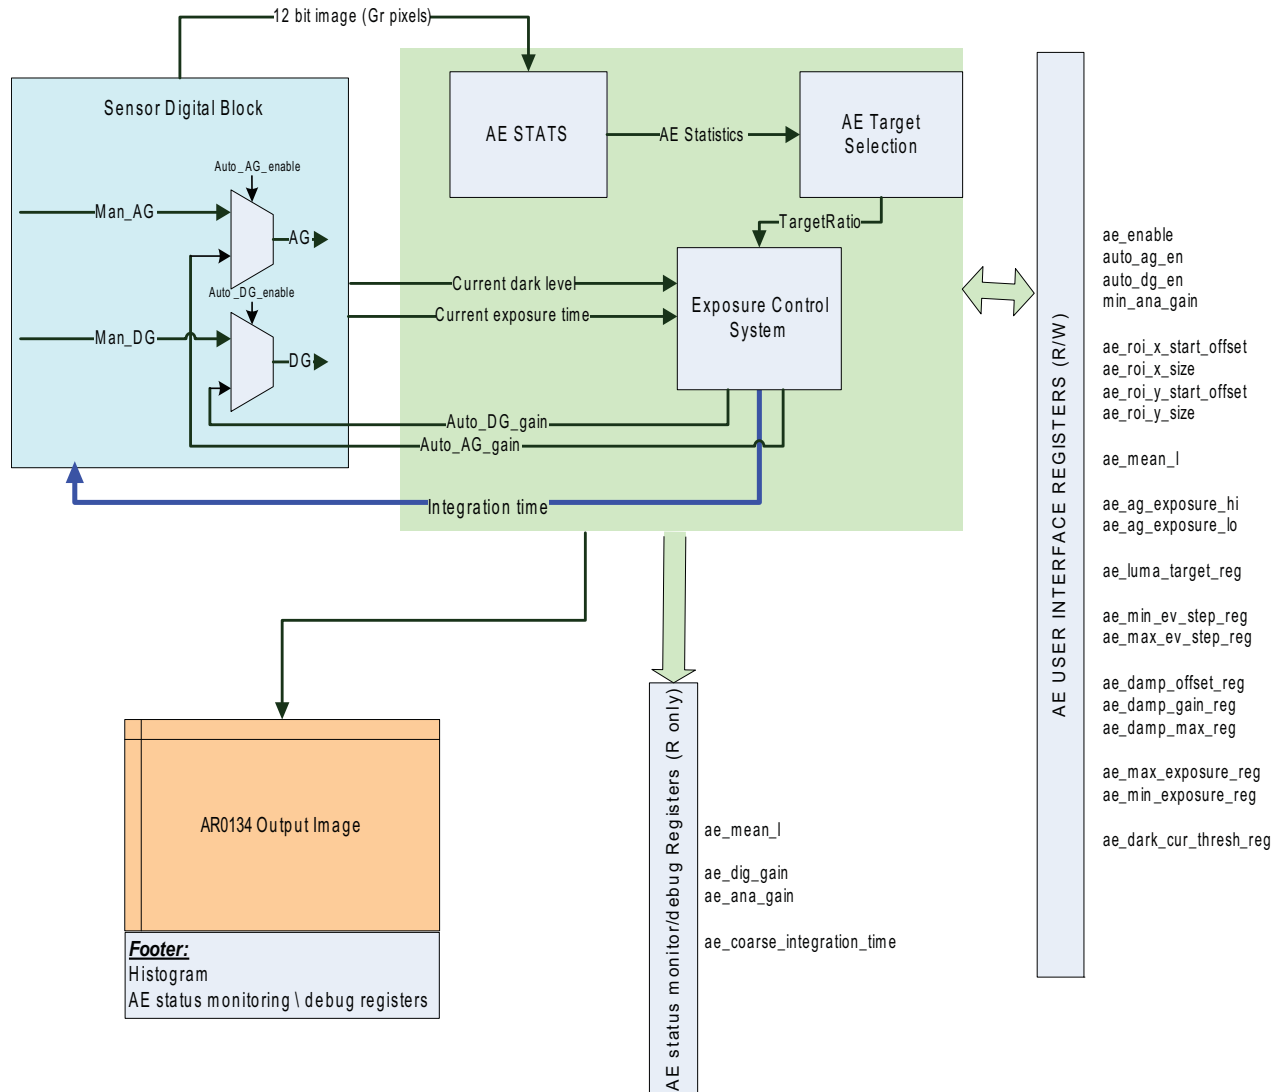 12 bit image (Gr pixels)
Sensor Digital Block
Auto_AG_enable
Man_AG
AG
Auto_DG_enable
Man_DG
DG
AE STATS
AE Statistics
AE Target
Selection
TargetRatio
Current dark level
Current exposure time
Exposure Control
System
Auto_DG_gain
Auto_AG_gain
Integration time
AE USER INTERFACE REGISTERS (R/W)
ae_enable
auto_ag_en
auto_dg_en
min_ana_gain
ae_roi_x_start_offset
ae_roi_x_size
ae_roi_y_start_offset
ae_roi_y_size
ae_mean_l
ae_ag_exposure_hi
ae_ag_exposure_lo
ae_luma_target_reg
ae_min_ev_step_reg
ae_max_ev_step_reg
ae_damp_offset_reg
ae_damp_gain_reg
ae_damp_max_reg
ae_max_exposure_reg
ae_min_exposure_reg
ae_dark_cur_thresh_reg
AR0134 Output Image
Footer:
Histogram
AE status monitoring \ debug registers
AE status monitor/debug Registers (R only)
ae_mean_l
ae_dig_gain
ae_ana_gain
ae_coarse_integration_time